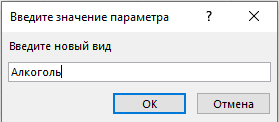 Введите значение параметра ? ×
Введите новый вид
Алкоголь
ОК Отмена